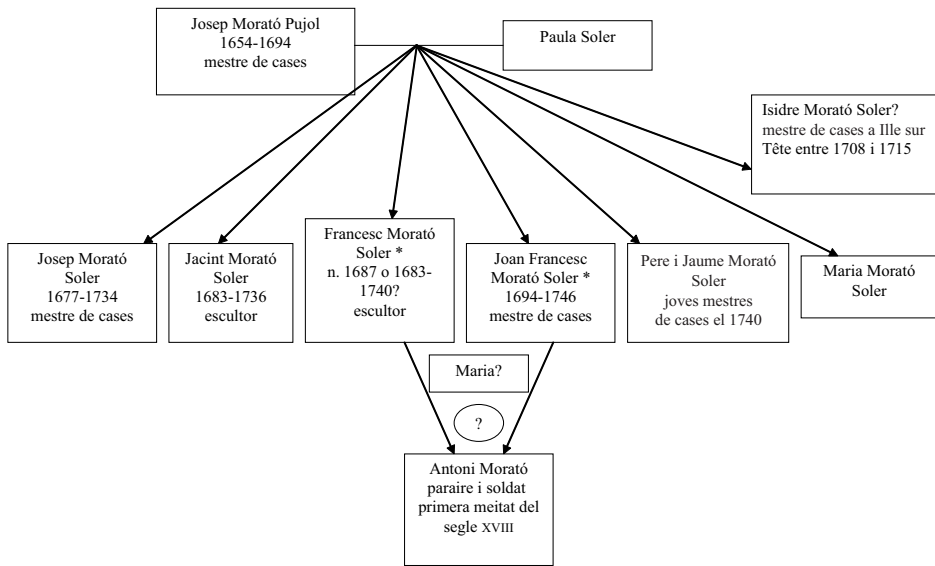 Josep Morató Pujol
1654-1694
mestre de cases
Paula Soler
Isidre Morató Soler?
mestre de cases a Ille sur
Tête entre 1708 i 1715
Josep Morató
Soler
1677-1734
mestre de cases
Jacint Morató
Soler
1683-1736
escultor
Francesc Morató
Soler *
n. 1687 o 1683-
1740?
escultor
Joan Francesc
Morató Soler *
1694-1746
mestre de cases
Pere i Jaume Morató
Soler
joves mestres
de cases el 1740
Maria Morató
Soler
Maria?
?
Antoni Morató
paraire i soldat
primera meitat del
segle XVIII